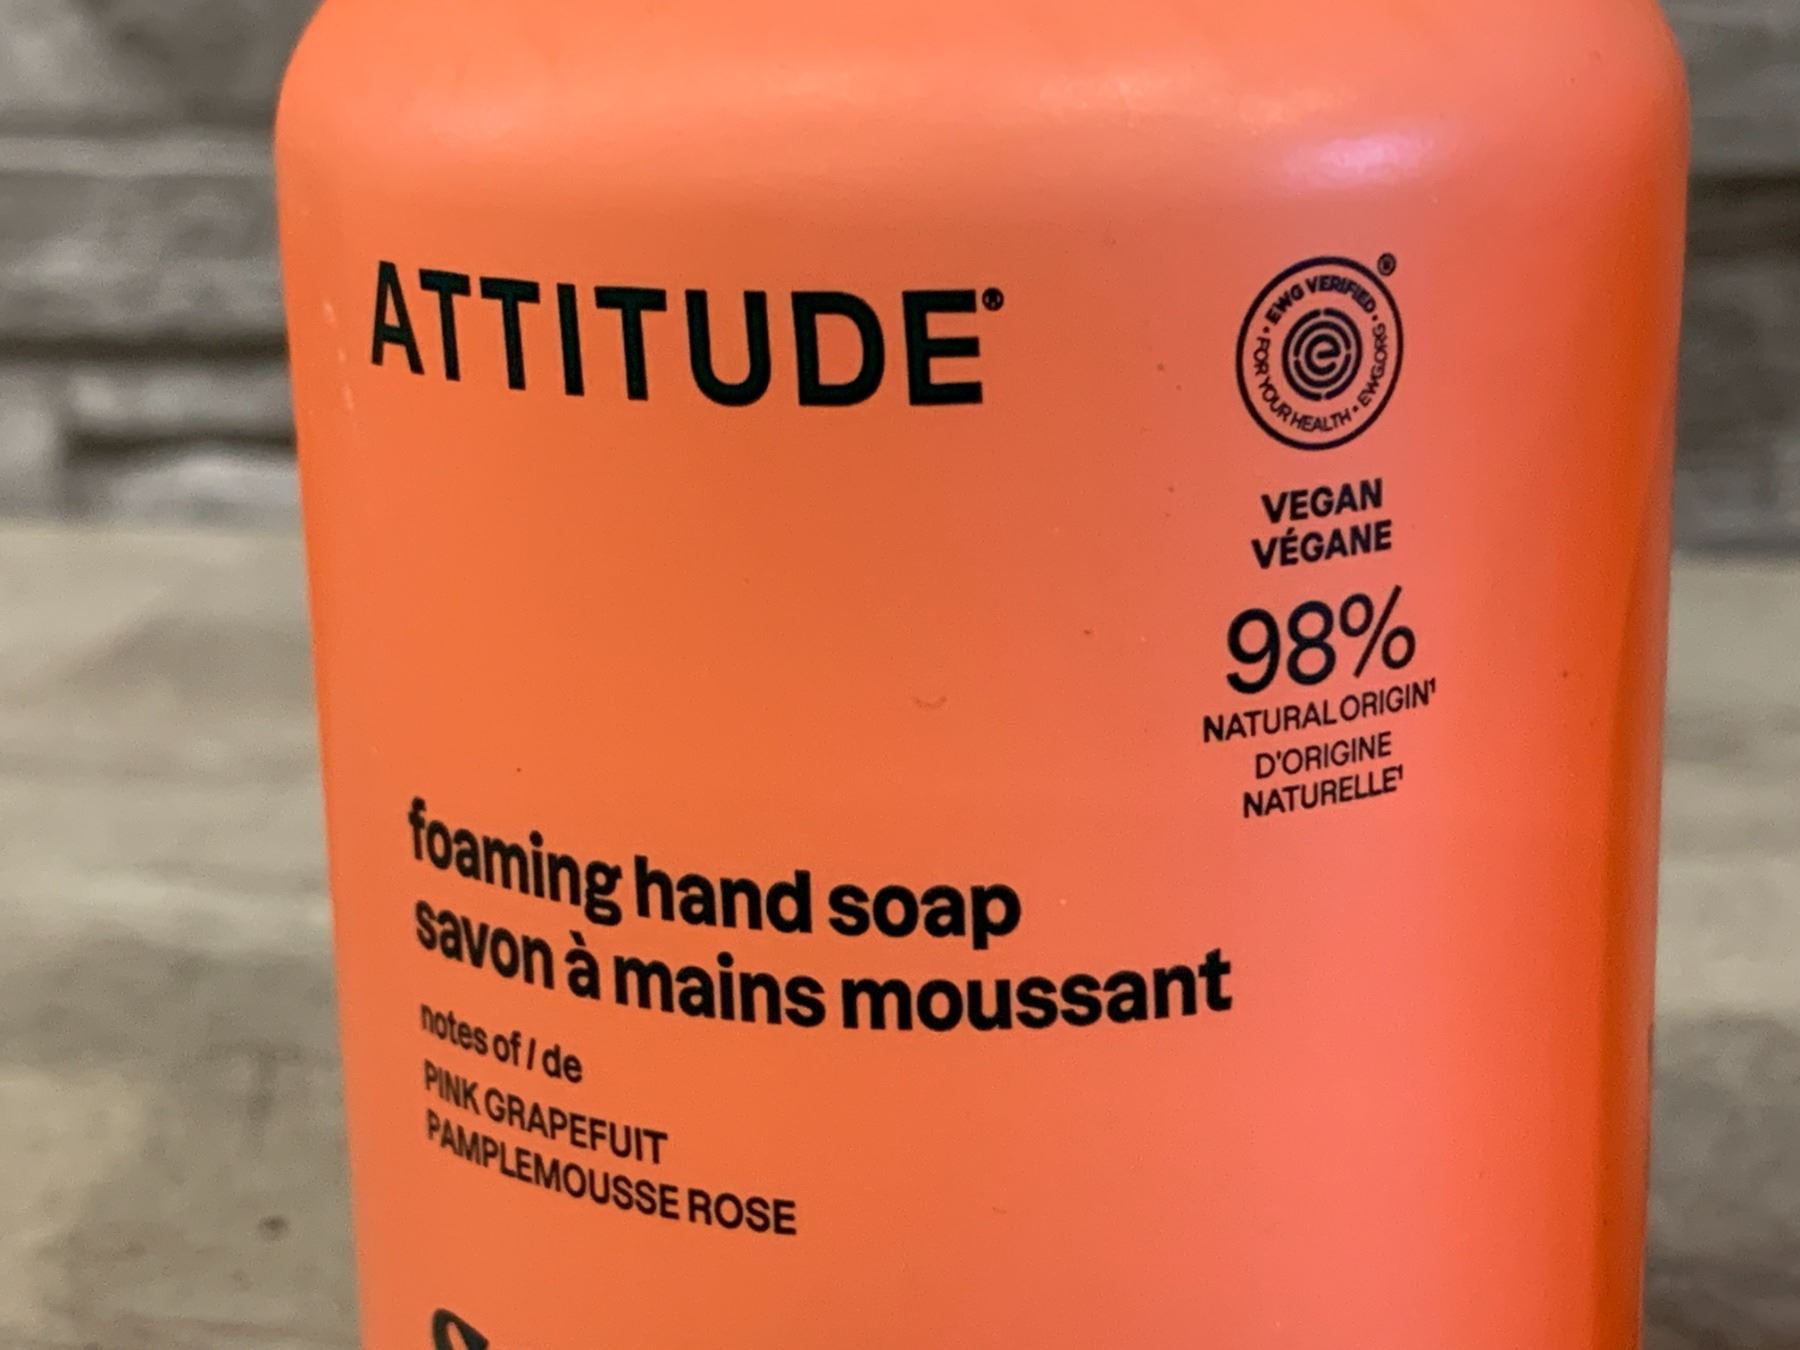 ATTITUDE®
EWG VERIFIED • EWG.ORG • FOR YOUR HEALTH •
e
®
VEGAN
VÉGANE
98%
NATURAL ORIGIN¹
D'ORIGINE
NATURELLE¹
foaming hand soap
savon à mains moussant
notes of / de
PINK GRAPEFUIT
PAMPLEMOUSSE ROSE